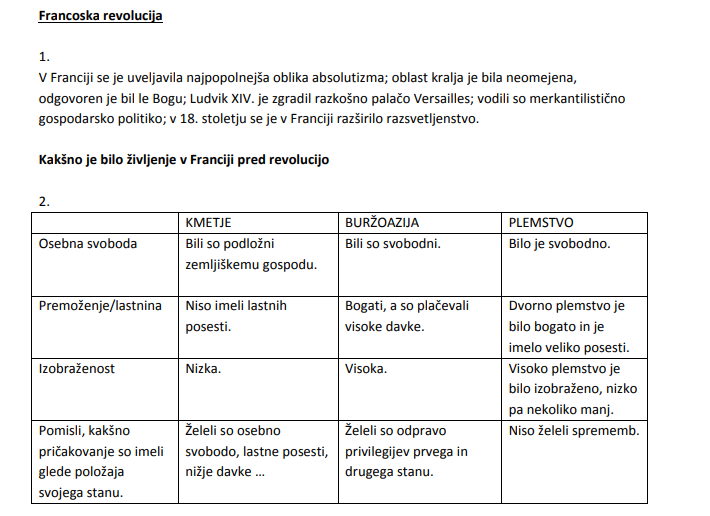 Francoska revolucija
1.
V Franciji se je uveljavila najpopolnejša oblika absolutizma; oblast kralja je bila neomejena,
odgovoren je bil le Bogu; Ludvik XIV. je zgradil razkošno palačo Versailles; vodili so merkantilistično
gospodarsko politiko; v 18. stoletju se je v Franciji razširilo razsvetljenstvo.
Kakšno je bilo življenje v Franciji pred revolucijo
2.
KMETJE BURŽOAZIJA PLEMSTVO
Osebna svoboda Bili so podložni Bili so svobodni. Bilo je svobodno.
zemljiškemu gospodu.
Premoženje/lastnina Niso imeli lastnih Bogati, a so plačevali Dvorno plemstvo je
posesti. visoke davke. bilo bogato in je
imelo veliko posesti.
Izobraženost Nizka. Visoka. Visoko plemstvo je
bilo izobraženo, nizko
pa nekoliko manj.
Pomisli, kakšno Želeli so osebno Želeli so odpravo Niso želeli sprememb.
pričakovanje so imeli svobodo, lastne posesti, privilegijev prvega in
glede položaja nižje davke … drugega stanu.
svojega stanu.